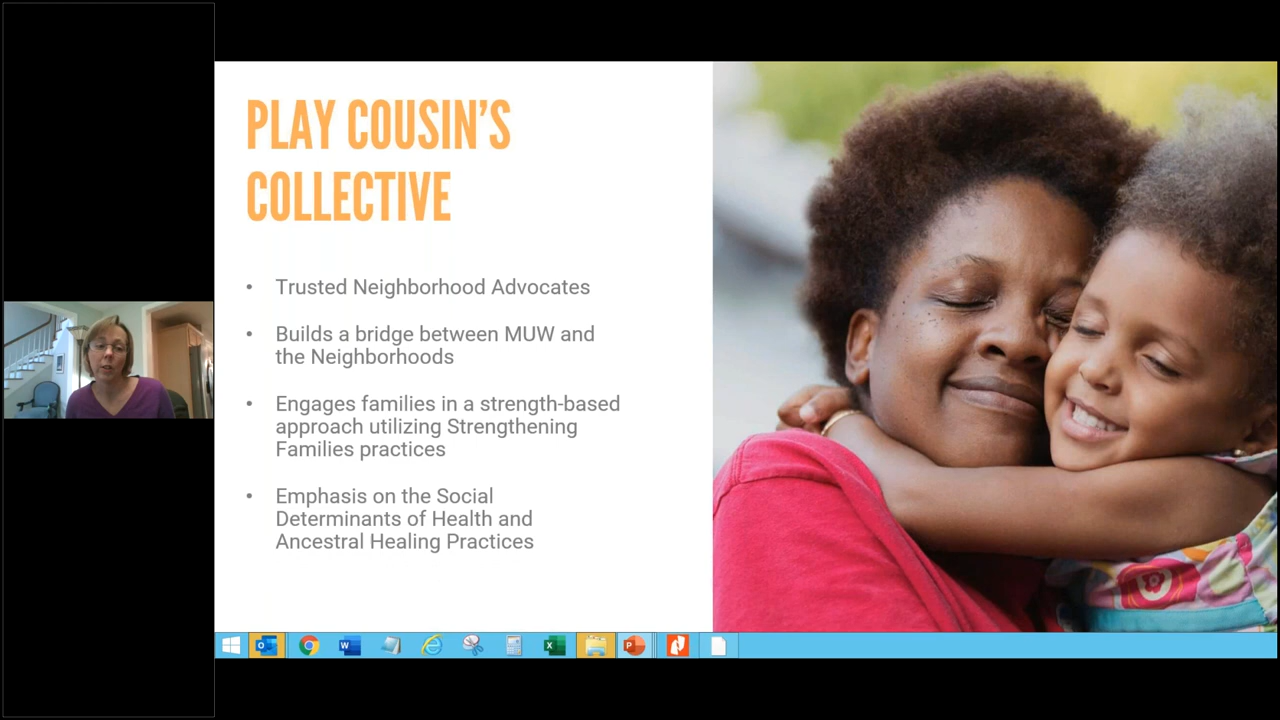 PLAY COUSIN’S
COLLECTIVE
• Trusted Neighborhood Advocates
• Builds a bridge between MUW and
the Neighborhoods
• Engages families in a strength-based
approach utilizing Strengthening
Families practices
• Emphasis on the Social
Determinants of Health and
Ancestral Healing Practices